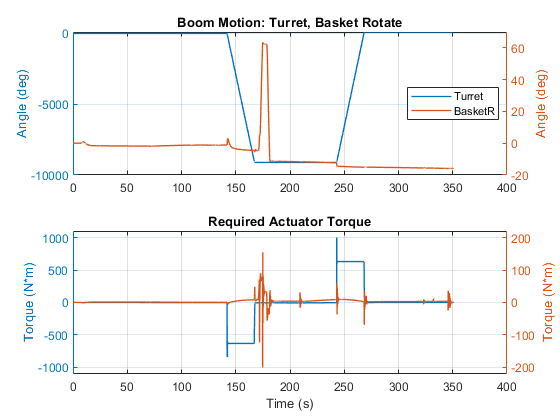 Boom Motion: Turret, Basket Rotate
Angle (deg)
0
-5000
-10000
Turret
BasketR
70
60
40
20
0
-20
Angle (deg)
0 50 100 150 200 250 300 350 400
Required Actuator Torque
Torque (N*m)
1000
500
0
-500
-1000
200
100
0
-100
-200
Torque (N*m)
0 50 100 150 200 250 300 350 400
Time (s)